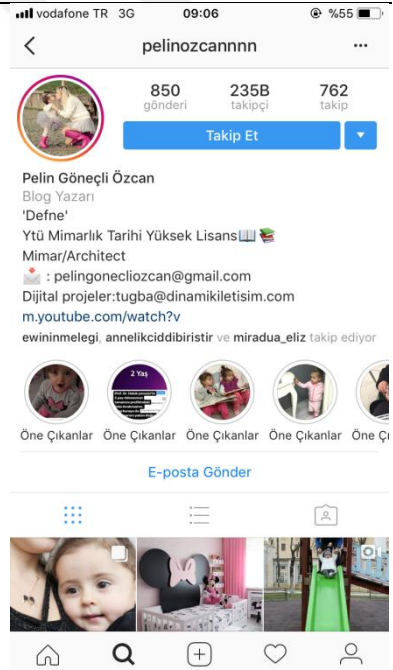 vodafone TR 3G 09:06 %55
pelinozcannnn
850 235B 762
gönderi takipçi takip
Takip Et
Pelin Göneçli Özcan
Blog Yazarı
'Defne'
Ytü Mimarlık Tarihi Yüksek Lisans
Mimar/Architect
: pelingonecliozcan@gmail.com
Dijital projeler:tugba@dinamikiletisim.com
m.youtube.com/watch?v
ewininmelegi, annelikciddibiristir ve miradua_eliz takip ediyor
2 Yaş
Öne Çıkanlar Öne Çıkanlar Öne Çıkanlar Öne Çıkanlar Öne Çı
E-posta Gönder